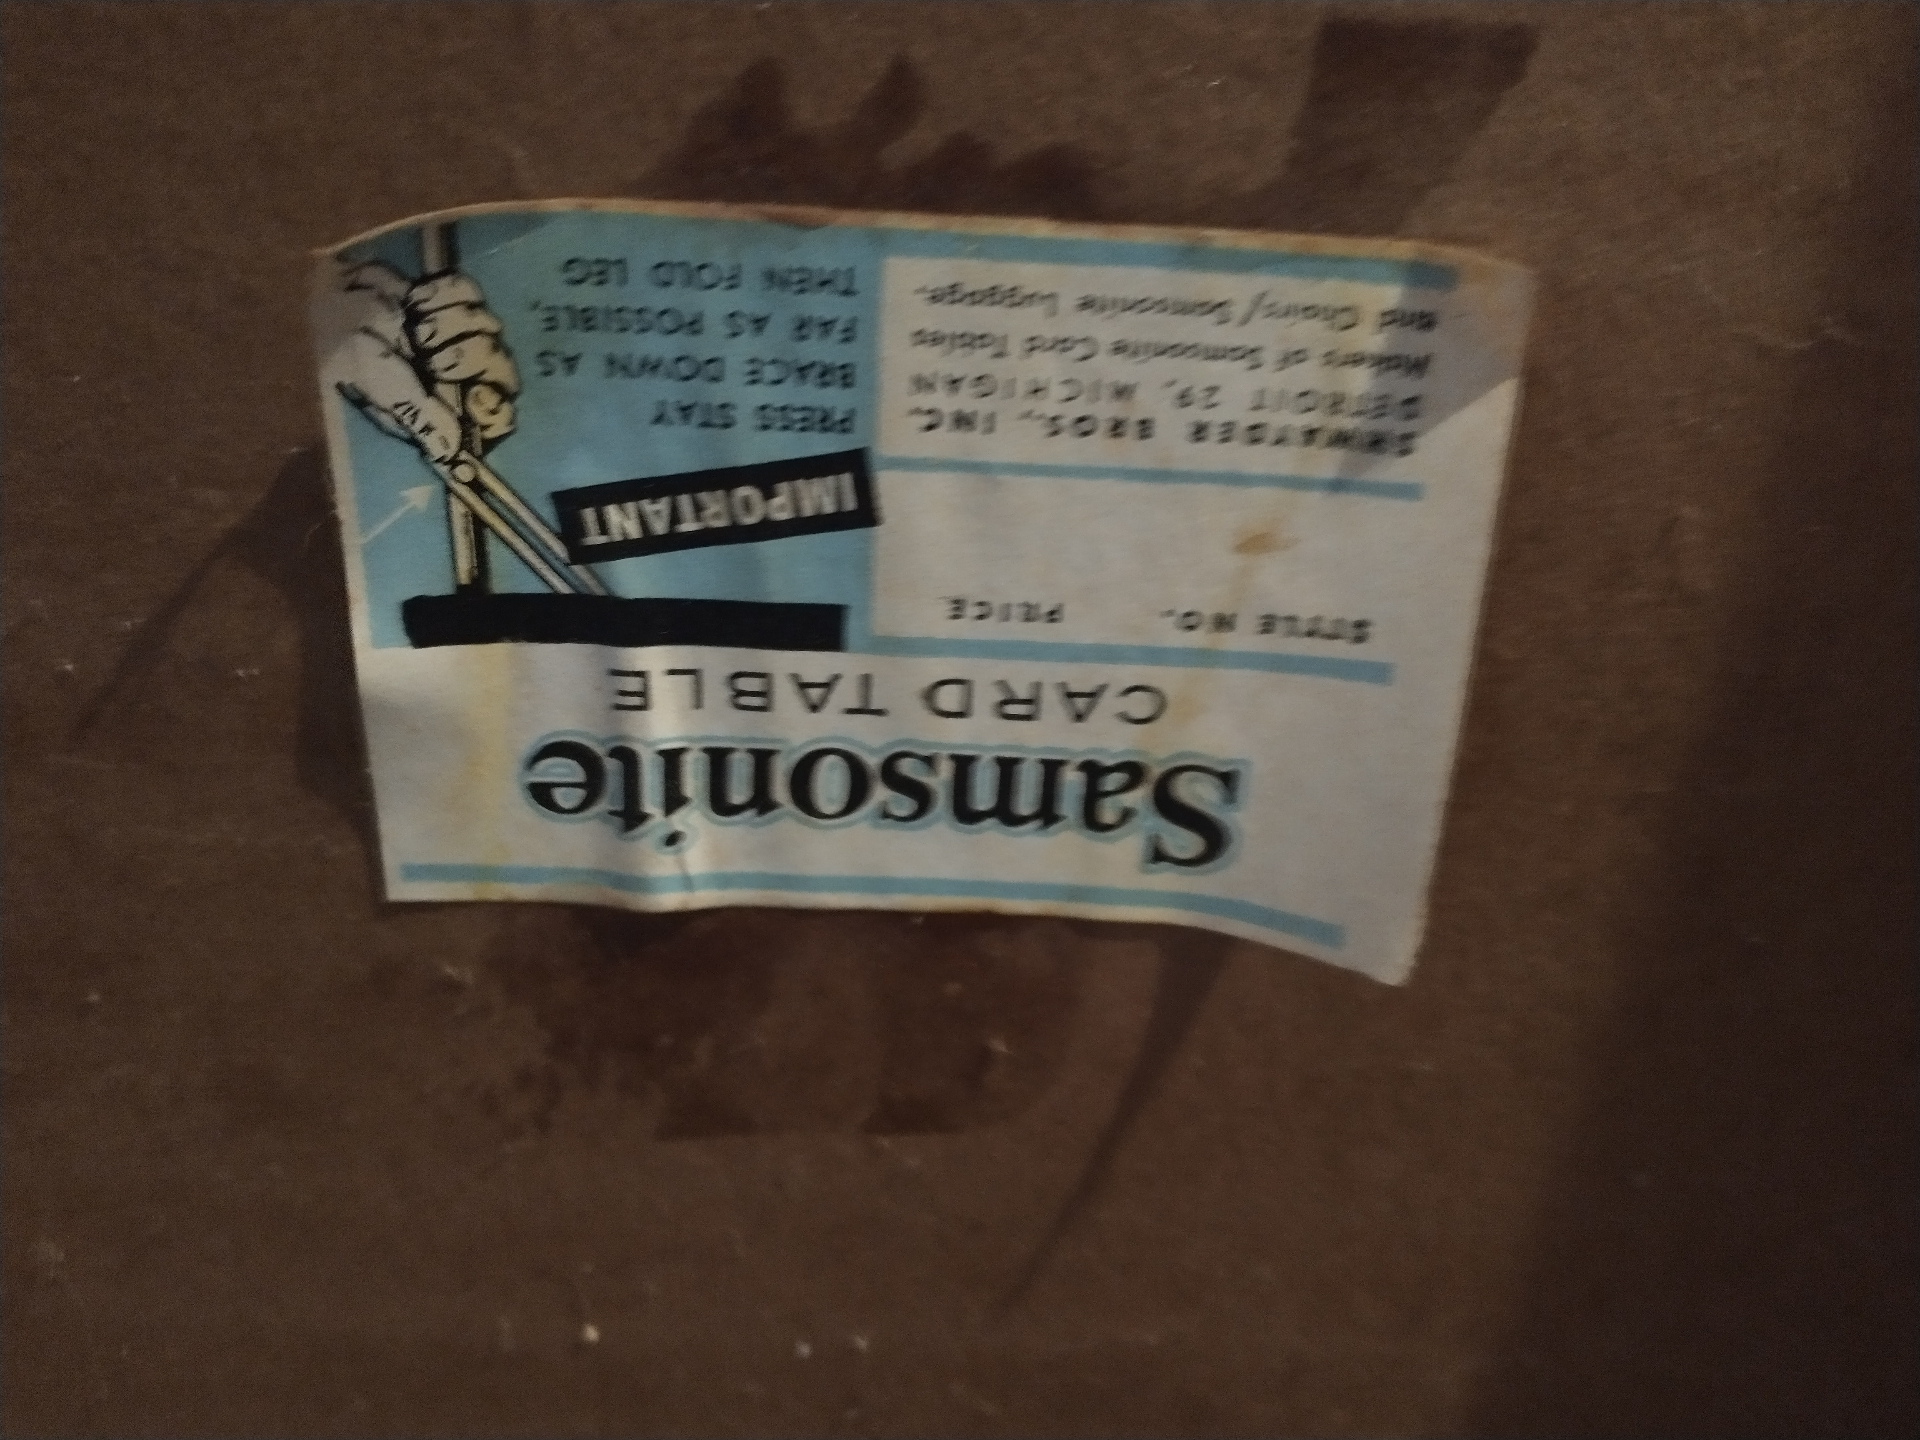 Samsonite
CARD TABLE
STYLE NO. PRICE
SHWAYDER BROS., INC.
DETROIT 29, MICHIGAN
Makers of Samsonite Card Tables
and Chairs/Samsonite Luggage.
IMPORTANT
PRESS STAY
BRACE DOWN AS
FAR AS POSSIBLE,
THEN FOLD LEG